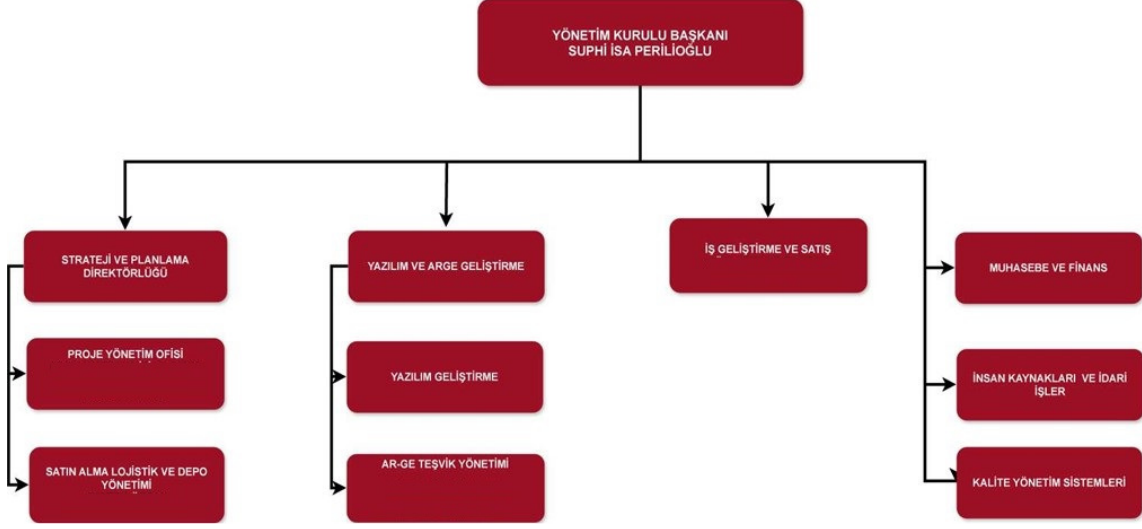 YÖNETİM KURULU BAŞKANI
SUPHİ İSA PERİLİOĞLU
STRATEJİ VE PLANLAMA
DİREKTÖRLÜĞÜ
YAZILIM VE ARGE GELİŞTİRME
İŞ GELİŞTİRME VE SATIŞ
MUHASEBE VE FİNANS
PROJE YÖNETİM OFİSİ
YAZILIM GELİŞTİRME
İNSAN KAYNAKLARI VE İDARİ
İŞLER
SATIN ALMA LOJİSTİK VE DEPO
YÖNETİMİ
AR-GE TEŞVİK YÖNETİMİ
KALİTE YÖNETİM SİSTEMLERİ